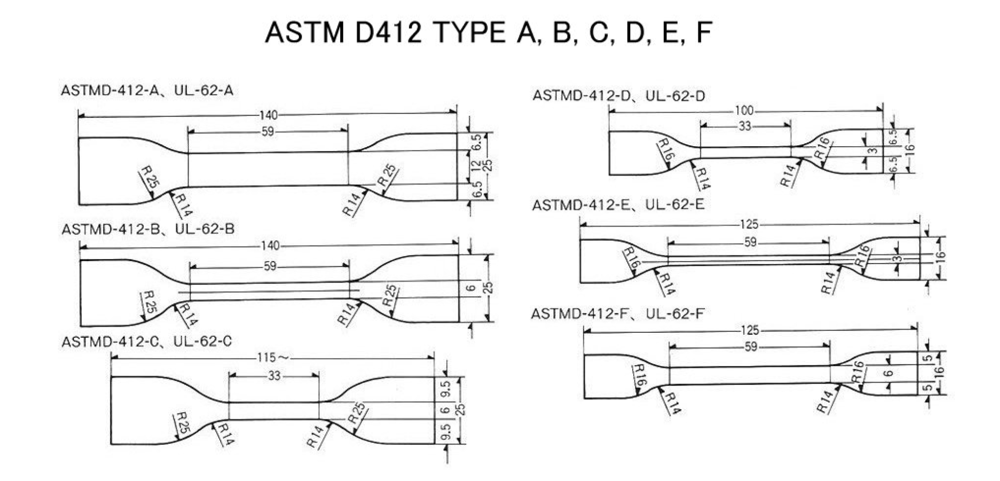 ASTM D412 TYPE A, B, C, D, E, F
ASTMD-412-A、UL-62-A
140
59
6.5
12
25
6.5
R25
R14
R14
R25
ASTMD-412-B、UL-62-B
140
59
6
25
R25
R14
R14
R25
ASTMD-412-C、UL-62-C
115～
33
9.5
6
25
9.5
R25
R14
R14
R25
ASTMD-412-D、UL-62-D
100
33
6.5
3
16
6.5
R16
R14
R14
R16
ASTMD-412-E、UL-62-E
125
59
3
16
R16
R14
R14
R16
ASTMD-412-F、UL-62-F
125
59
5
6
16
5
R16
R14
R14
R16